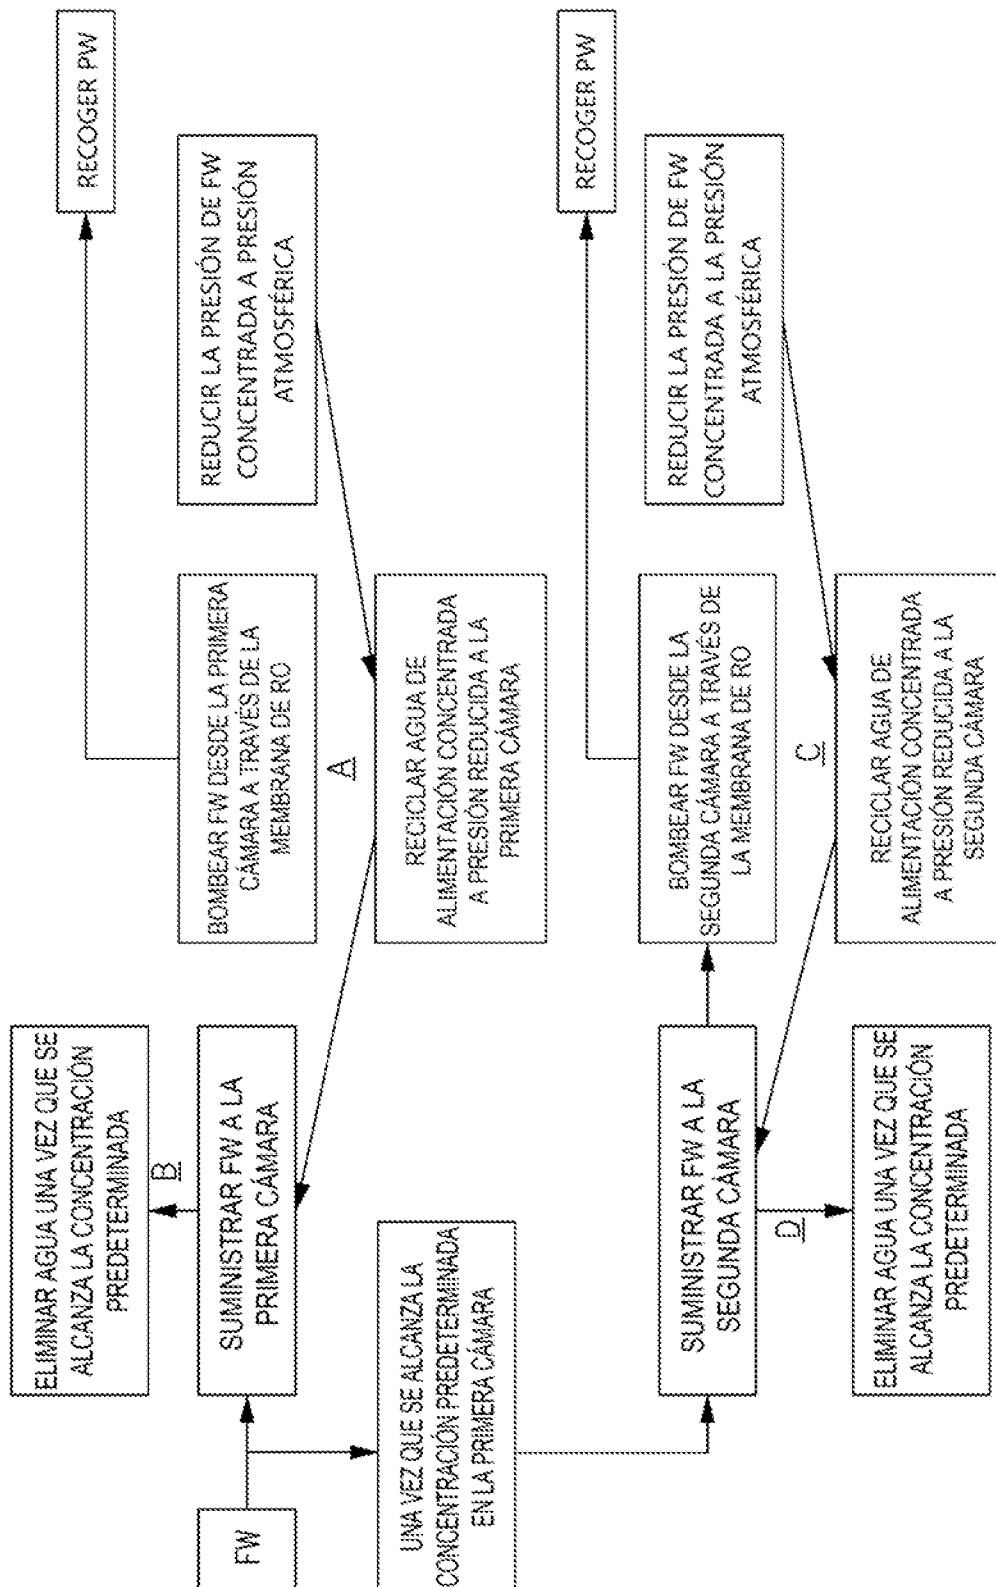 FW
ELIMINAR AGUA UNA VEZ QUE SE
ALCANZA LA CONCENTRACIÓN
PREDETERMINADA
B
SUMINISTRAR FW A LA
PRIMERA CÁMARA
UNA VEZ QUE SE ALCANZA LA
CONCENTRACIÓN PREDETERMINADA
EN LA PRIMERA CÁMARA
BOMBEAR FW DESDE LA PRIMERA
CÁMARA A TRAVÉS DE LA
MEMBRANA DE RO
A
RECICLAR AGUA DE
ALIMENTACIÓN CONCENTRADA
A PRESIÓN REDUCIDA A LA
PRIMERA CÁMARA
RECOGER PW
REDUCIR LA PRESIÓN DE FW
CONCENTRADA A PRESIÓN
ATMOSFÉRICA
SUMINISTRAR FW A LA
SEGUNDA CÁMARA
D
ELIMINAR AGUA UNA VEZ QUE SE
ALCANZA LA CONCENTRACIÓN
PREDETERMINADA
BOMBEAR FW DESDE LA
SEGUNDA CÁMARA A TRAVÉS DE
LA MEMBRANA DE RO
C
RECICLAR AGUA DE
ALIMENTACIÓN CONCENTRADA
A PRESIÓN REDUCIDA A LA
SEGUNDA CÁMARA
RECOGER PW
REDUCIR LA PRESIÓN DE FW
CONCENTRADA A LA PRESIÓN
ATMOSFÉRICA